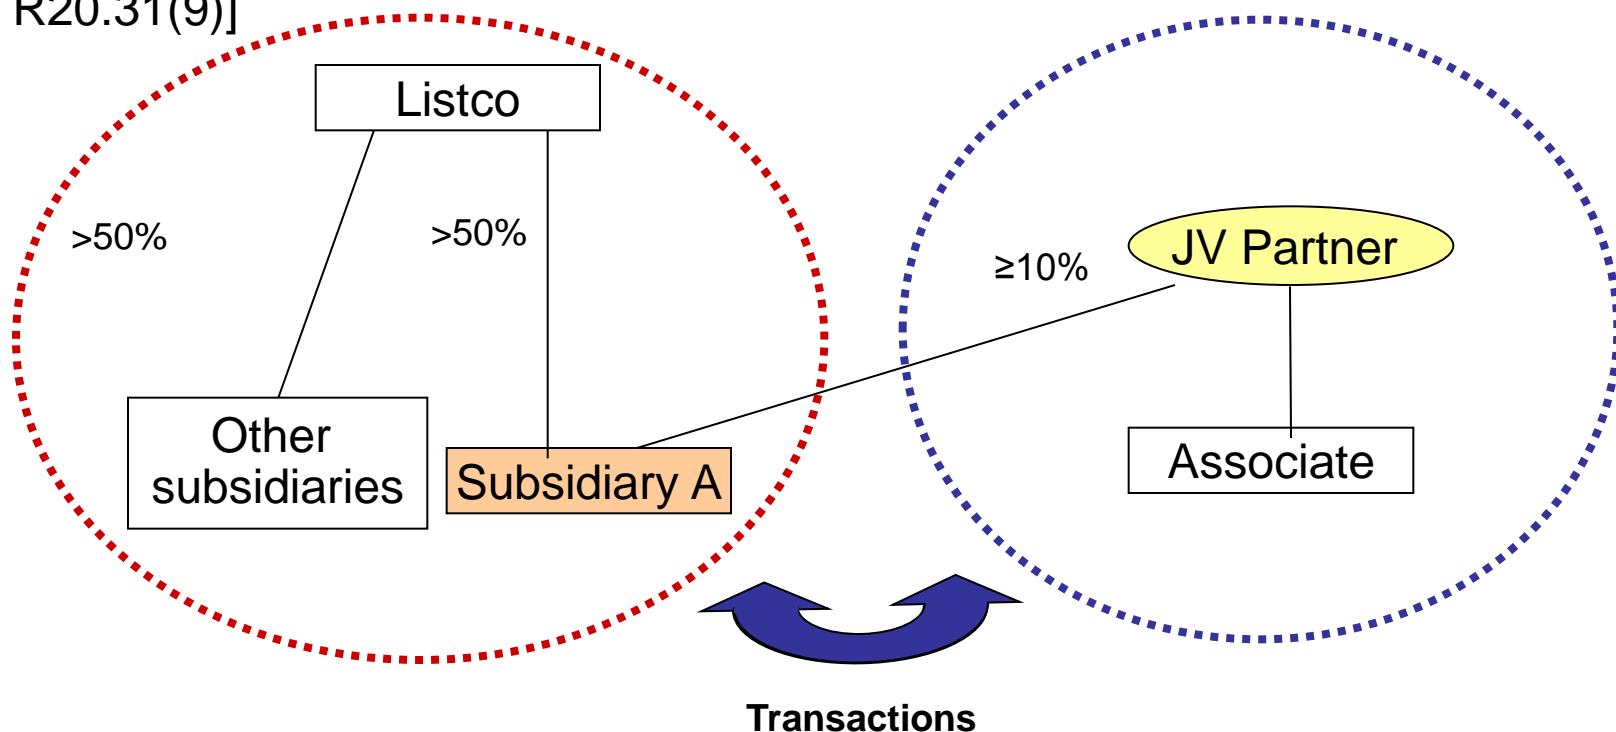 R20.31(9)]
Listco
>50%
>50%
≥10%
JV Partner
Other
subsidiaries
Subsidiary A
Associate
Transactions